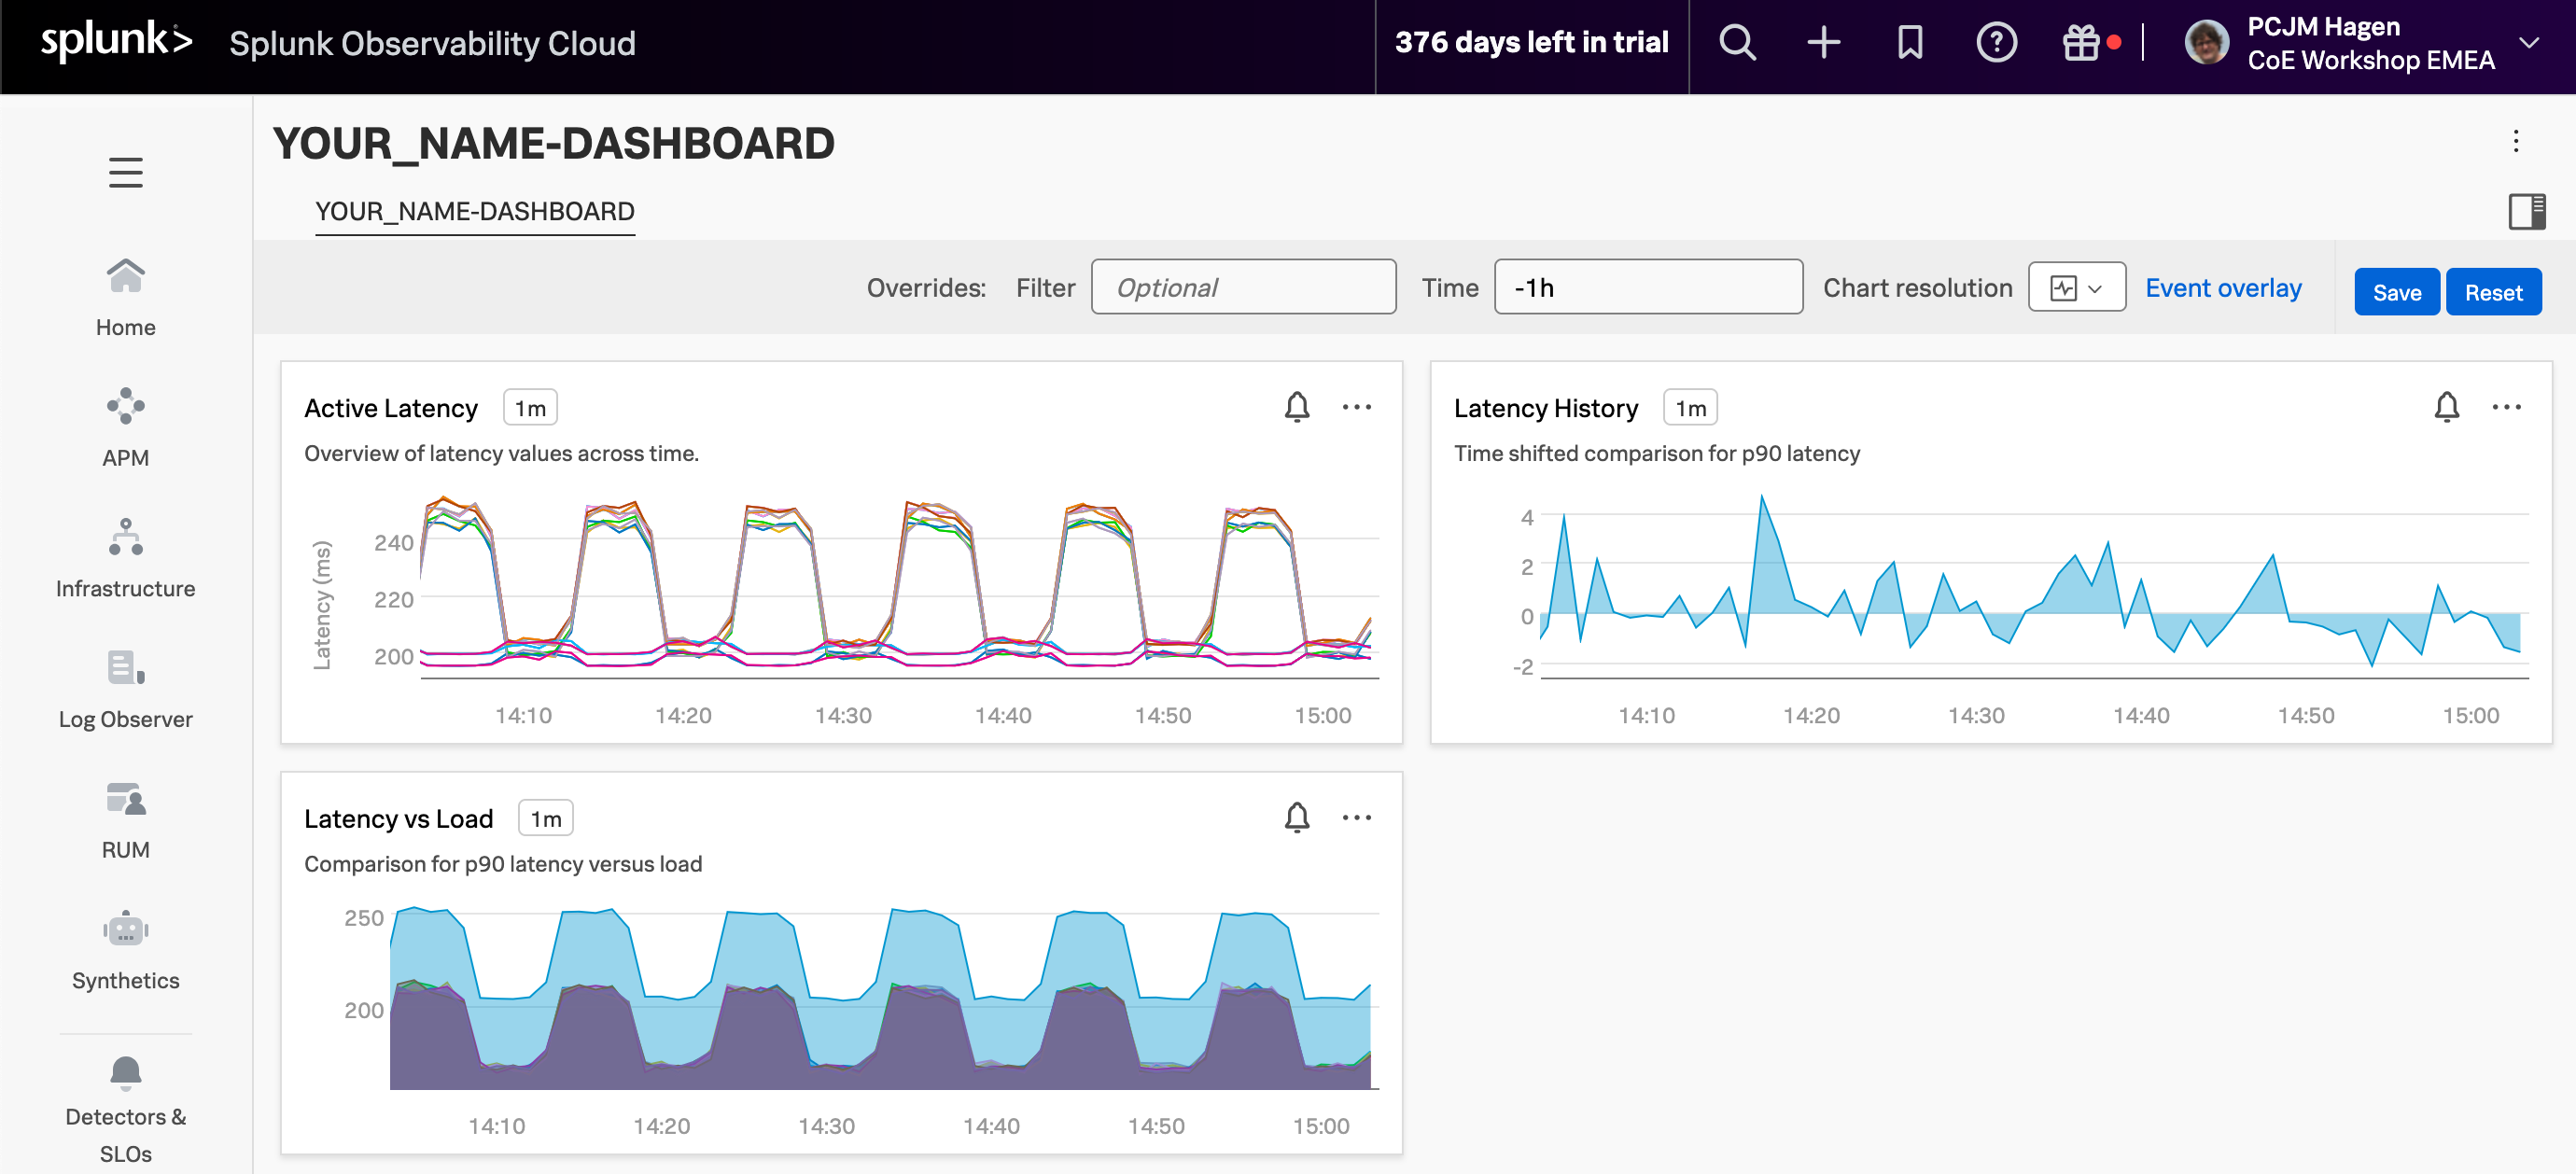 splunk>
Splunk Observability Cloud
376 days left in trial
PCJM Hagen
CoE Workshop EMEA
YOUR_NAME-DASHBOARD
YOUR_NAME-DASHBOARD
Overrides: Filter Optional Time -1h Chart resolution Event overlay Save Reset
Home
APM
Infrastructure
Log Observer
RUM
Synthetics
Detectors &
SLOs
Active Latency 1m
Overview of latency values across time.
Latency (ms)
240
220
200
14:10 14:20 14:30 14:40 14:50 15:00
Latency History 1m
Time shifted comparison for p90 latency
4
2
0
-2
14:10 14:20 14:30 14:40 14:50 15:00
Latency vs Load 1m
Comparison for p90 latency versus load
250
200
14:10 14:20 14:30 14:40 14:50 15:00